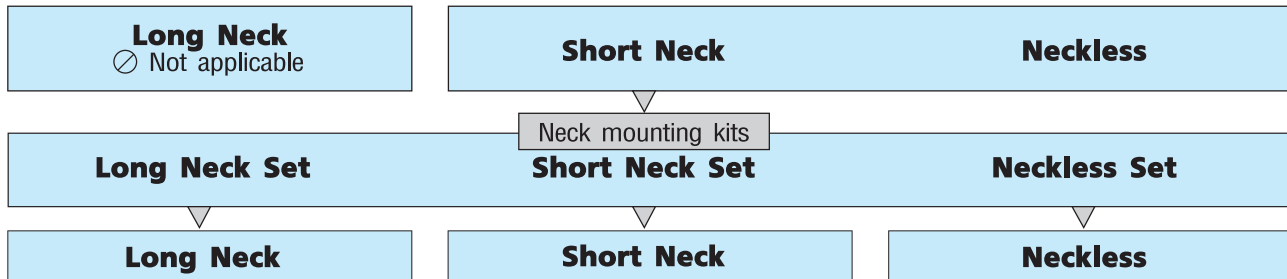 Long Neck
⊘ Not applicable
Short Neck
Neckless
Neck mounting kits
Long Neck Set
Short Neck Set
Neckless Set
Long Neck
Short Neck
Neckless